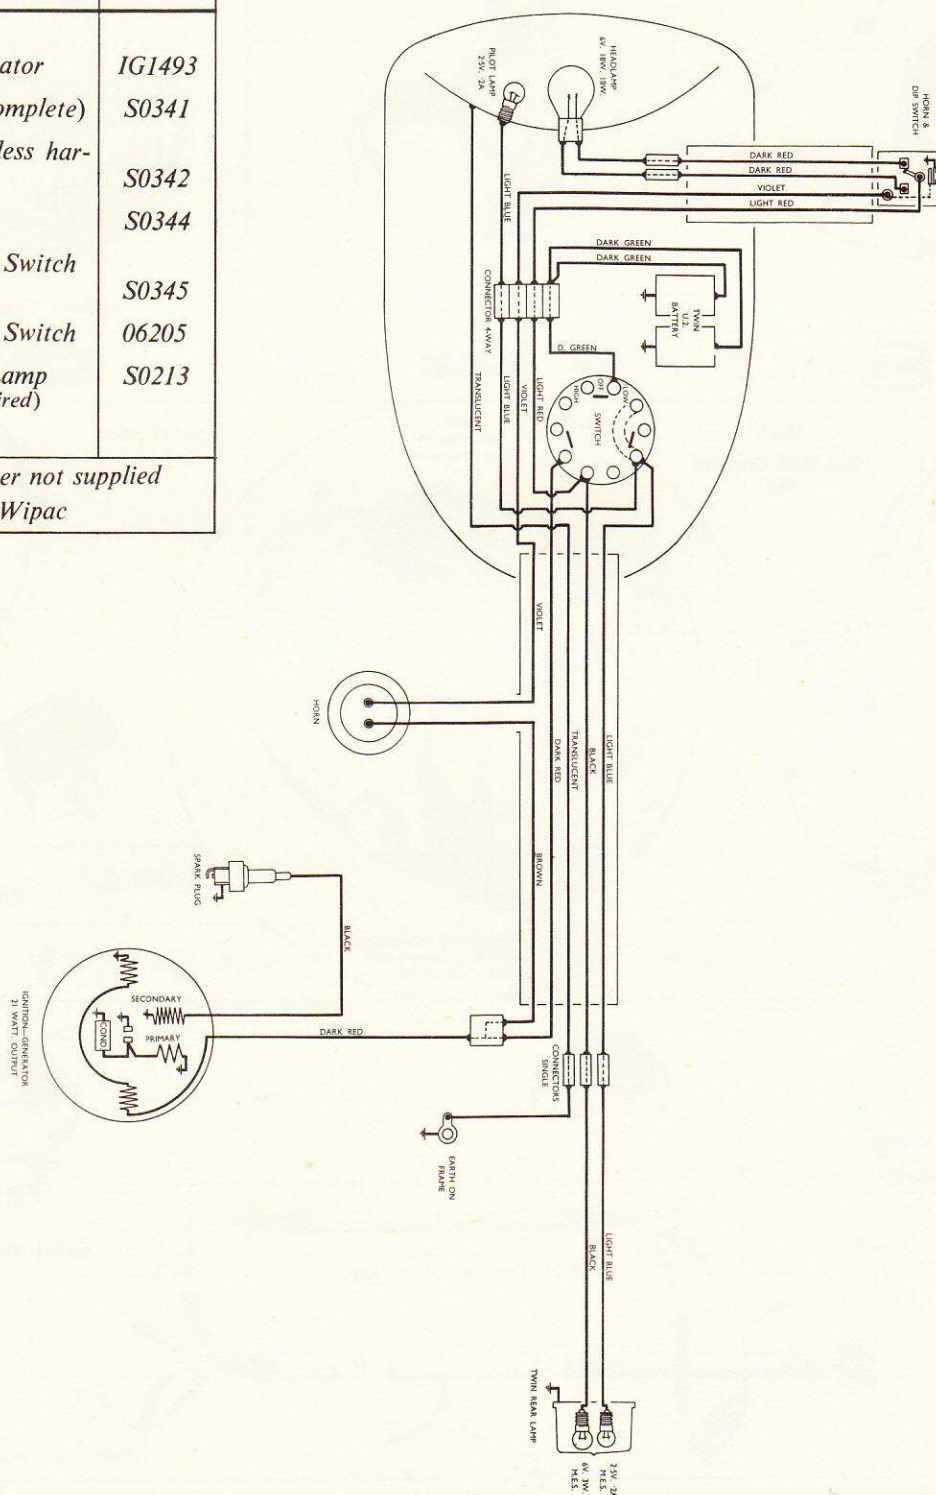 ator IG1493
omplete) S0341
less har-
S0342
S0344
Switch
S0345
Switch 06205
amp S0213
ired)
er not supplied
Wipac
PILOT LAMP
2·5V. ·2A
HEADLAMP
6V. 18W. 18W.
HORN &
DIP SWITCH
DARK RED
DARK RED
VIOLET
LIGHT RED
LIGHT BLUE
DARK GREEN
DARK GREEN
CONNECTOR 4-WAY
TWIN
U.2.
BATTERY
D. GREEN
TRANSLUCENT
LIGHT BLUE
VIOLET
LIGHT RED
HIGH
OFF
LOW
SWITCH
VIOLET
HORN
DARK RED
TRANSLUCENT
BLACK
LIGHT BLUE
BROWN
SPARK PLUG
BLACK
SECONDARY
COND
PRIMARY
DARK RED
IGNITION—GENERATOR
21 WATT. OUTPUT
CONNECTORS
SINGLE
EARTH ON
FRAME
BLACK
LIGHT BLUE
TWIN REAR LAMP
2·5V. ·2A
M.E.S.
6V. 3W.
M.E.S.